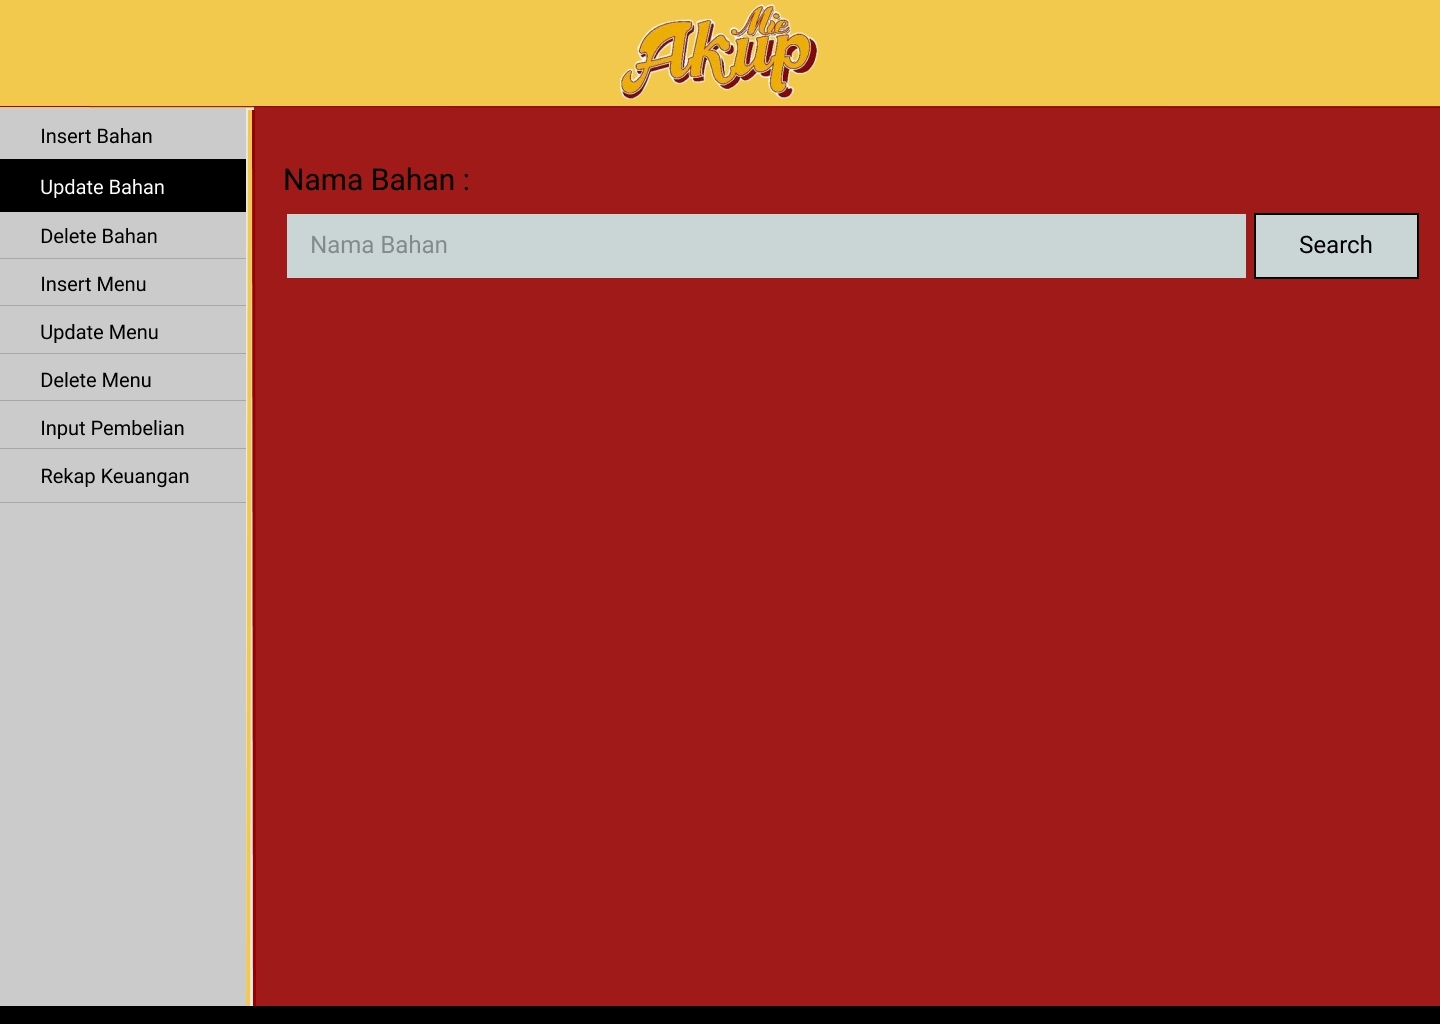 Mie
Akup
Insert Bahan
Update Bahan
Delete Bahan
Insert Menu
Update Menu
Delete Menu
Input Pembelian
Rekap Keuangan
Nama Bahan :
Nama Bahan
Search